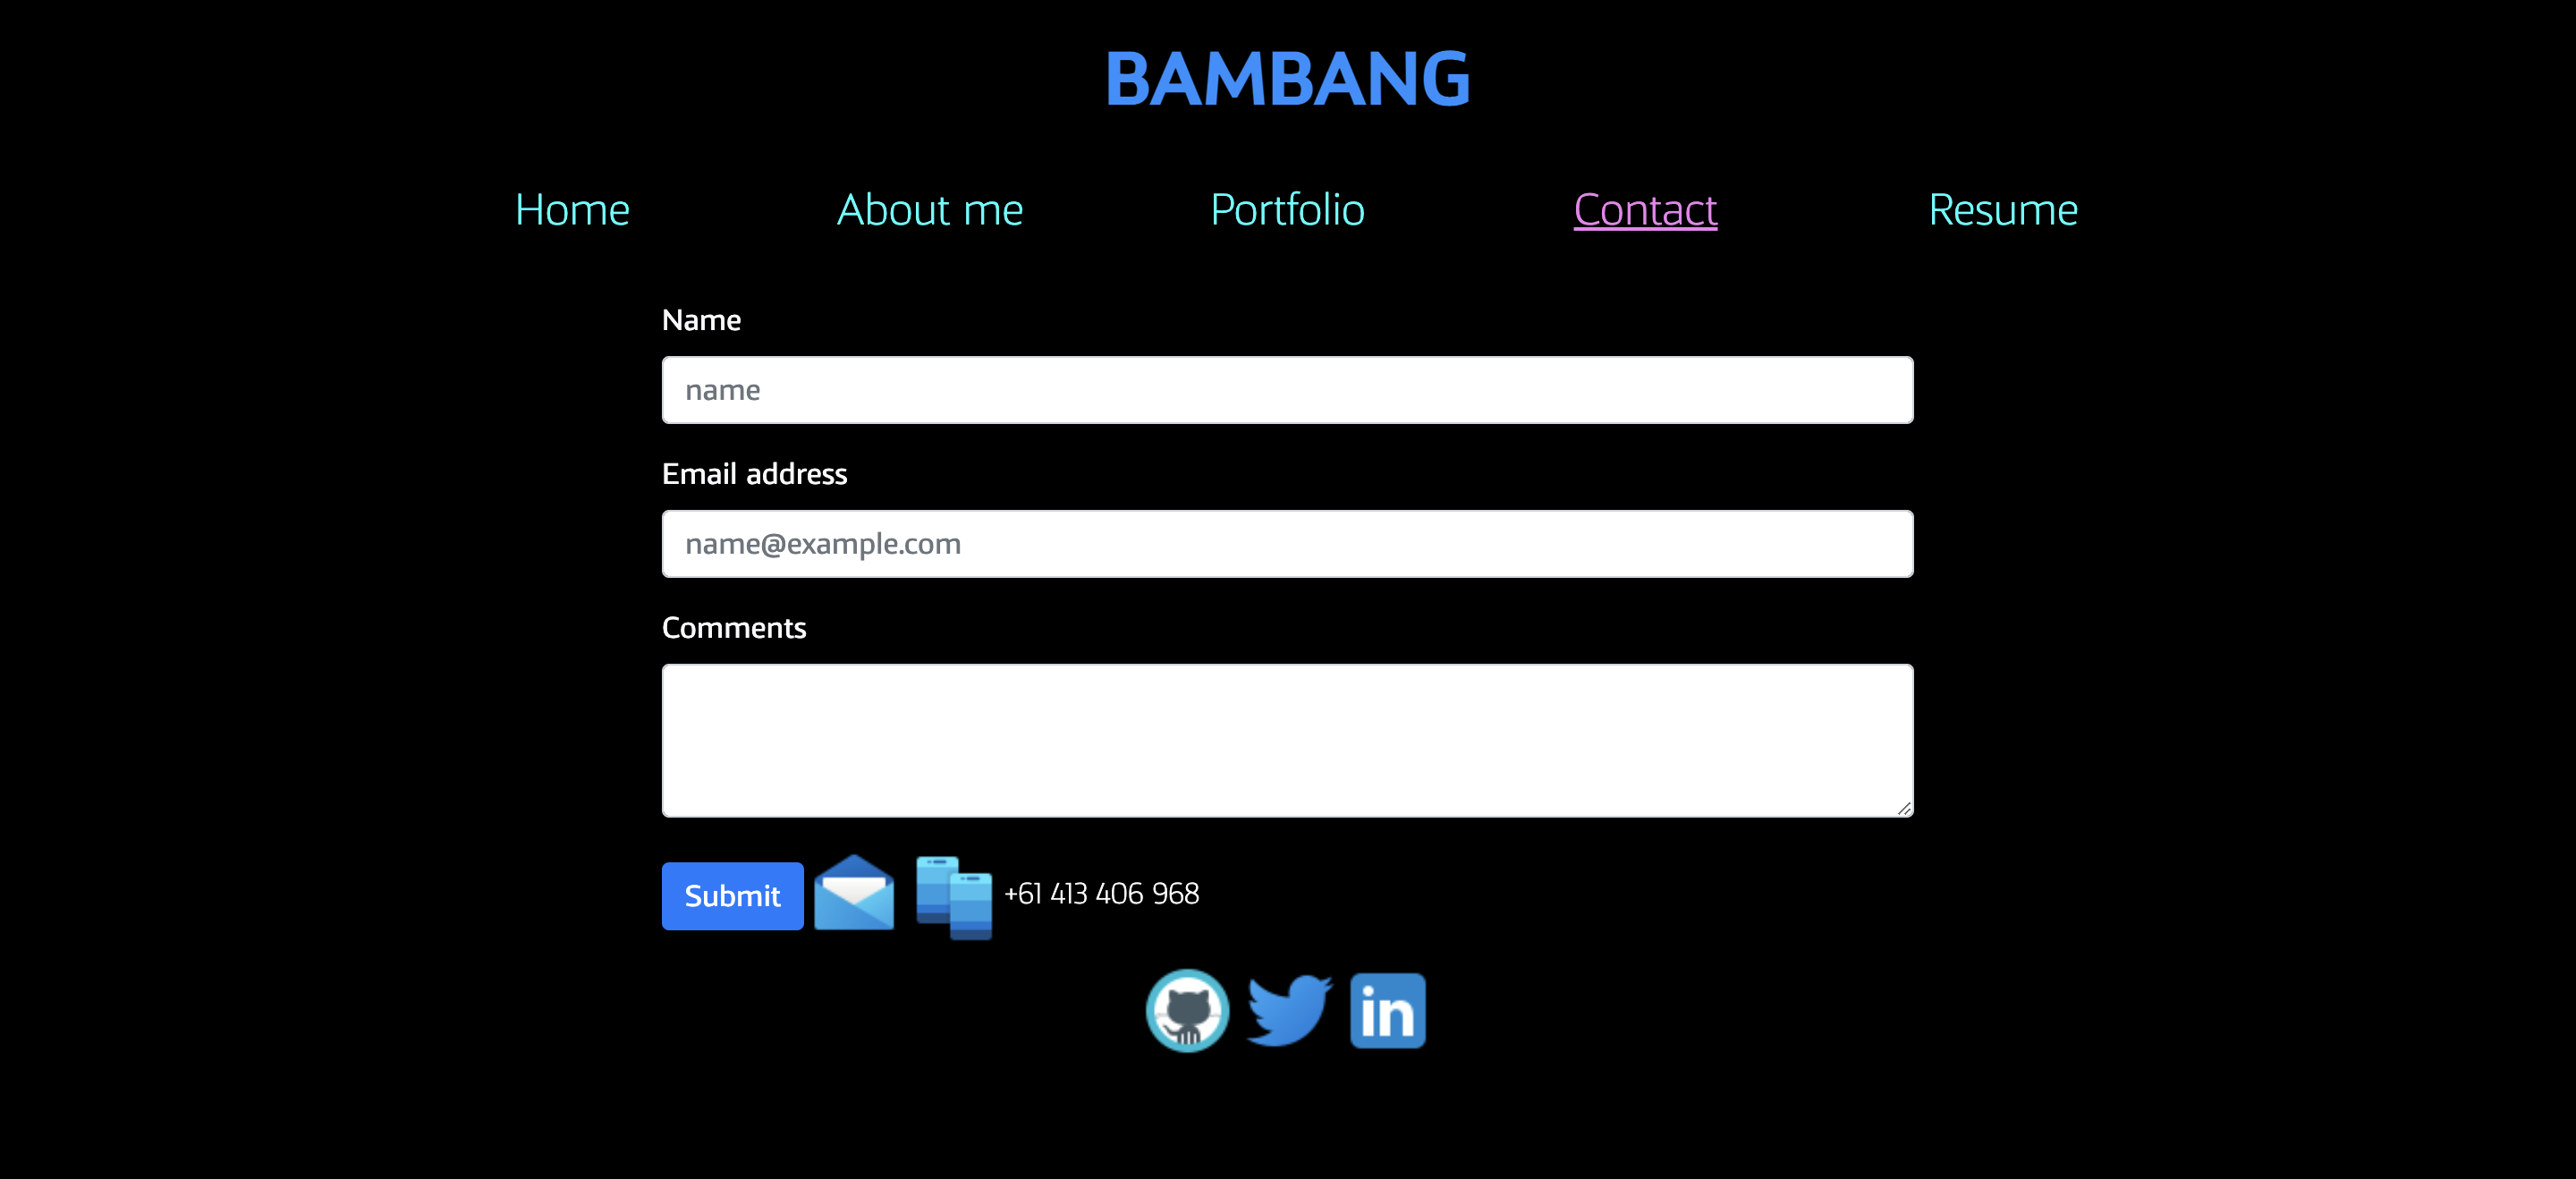 BAMBANG
Home About me Portfolio Contact Resume
Name
name
Email address
name@example.com
Comments
Submit +61 413 406 968
in